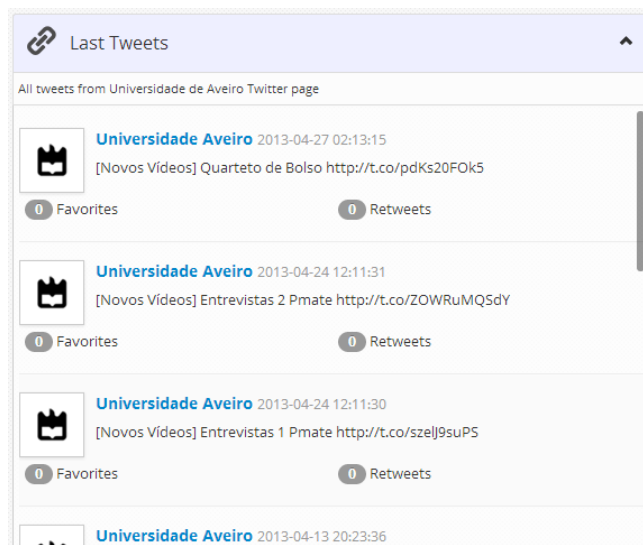 Last Tweets
All tweets from Universidade de Aveiro Twitter page
Universidade Aveiro 2013-04-27 02:13:15
[Novos Vídeos] Quarteto de Bolso http://t.co/pdKs20FOk5
0 Favorites 0 Retweets
Universidade Aveiro 2013-04-24 12:11:31
[Novos Vídeos] Entrevistas 2 Pmate http://t.co/ZOWRuMQSdY
0 Favorites 0 Retweets
Universidade Aveiro 2013-04-24 12:11:30
[Novos Vídeos] Entrevistas 1 Pmate http://t.co/szelJ9suPS
0 Favorites 0 Retweets
Universidade Aveiro 2013-04-13 20:23:36